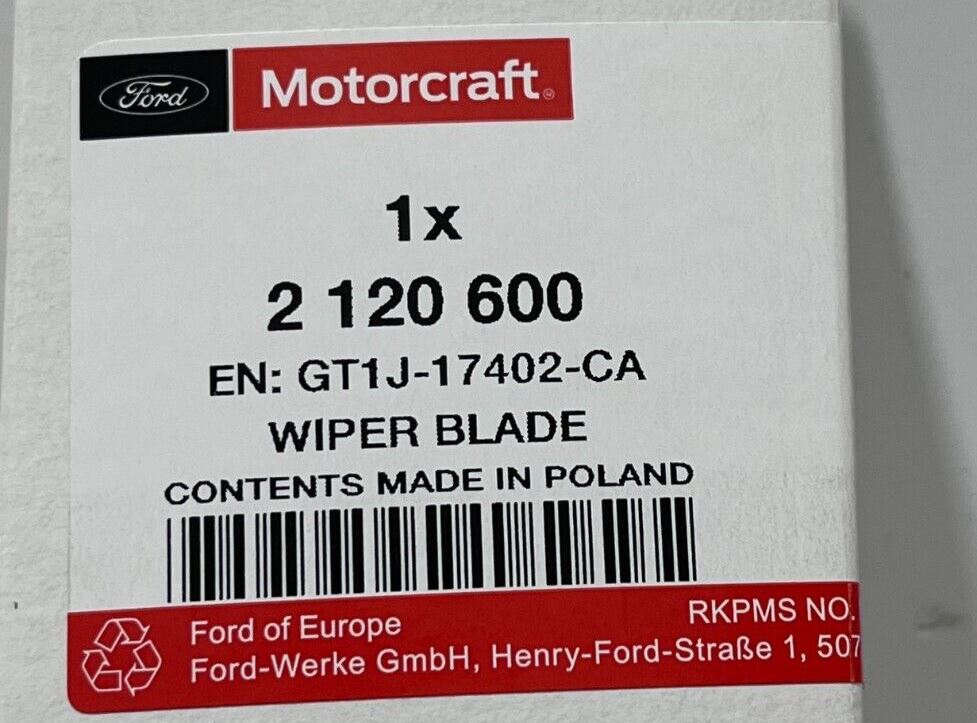 Ford
Motorcraft®
1x
2 120 600
EN: GT1J-17402-CA
WIPER BLADE
CONTENTS MADE IN POLAND
Ford of Europe
RKPMS NO.
Ford-Werke GmbH, Henry-Ford-Straße 1, 507